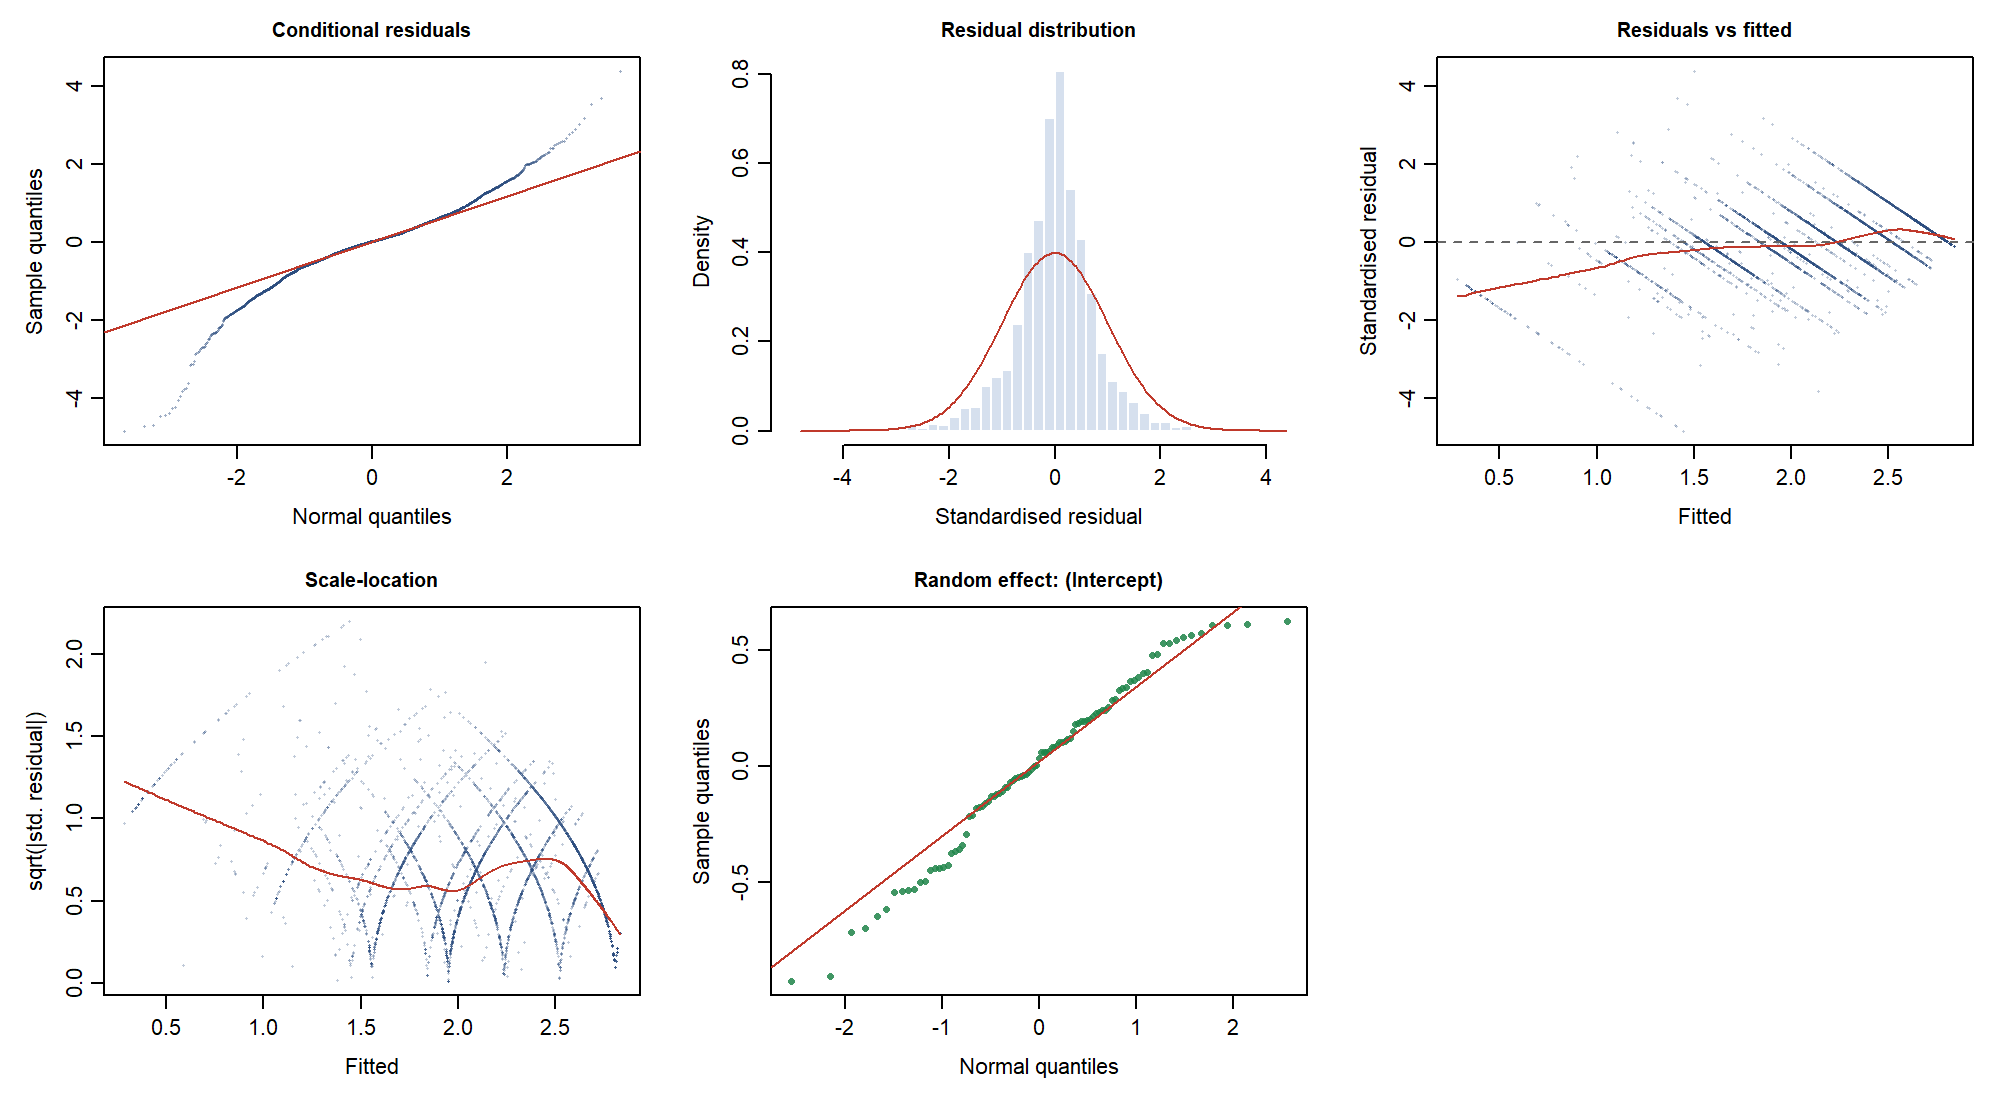 Conditional residuals
Sample quantiles
4
2
0
-2
-4
-2 0 2
Normal quantiles
Residual distribution
Density
0.8
0.6
0.4
0.2
0.0
-4 -2 0 2 4
Standardised residual
Residuals vs fitted
Standardised residual
4
2
0
-2
-4
0.5 1.0 1.5 2.0 2.5
Fitted
Scale-location
sqrt(|std. residual|)
2.0
1.5
1.0
0.5
0.0
0.5 1.0 1.5 2.0 2.5
Fitted
Random effect: (Intercept)
Sample quantiles
0.5
0.0
-0.5
-2 -1 0 1 2
Normal quantiles